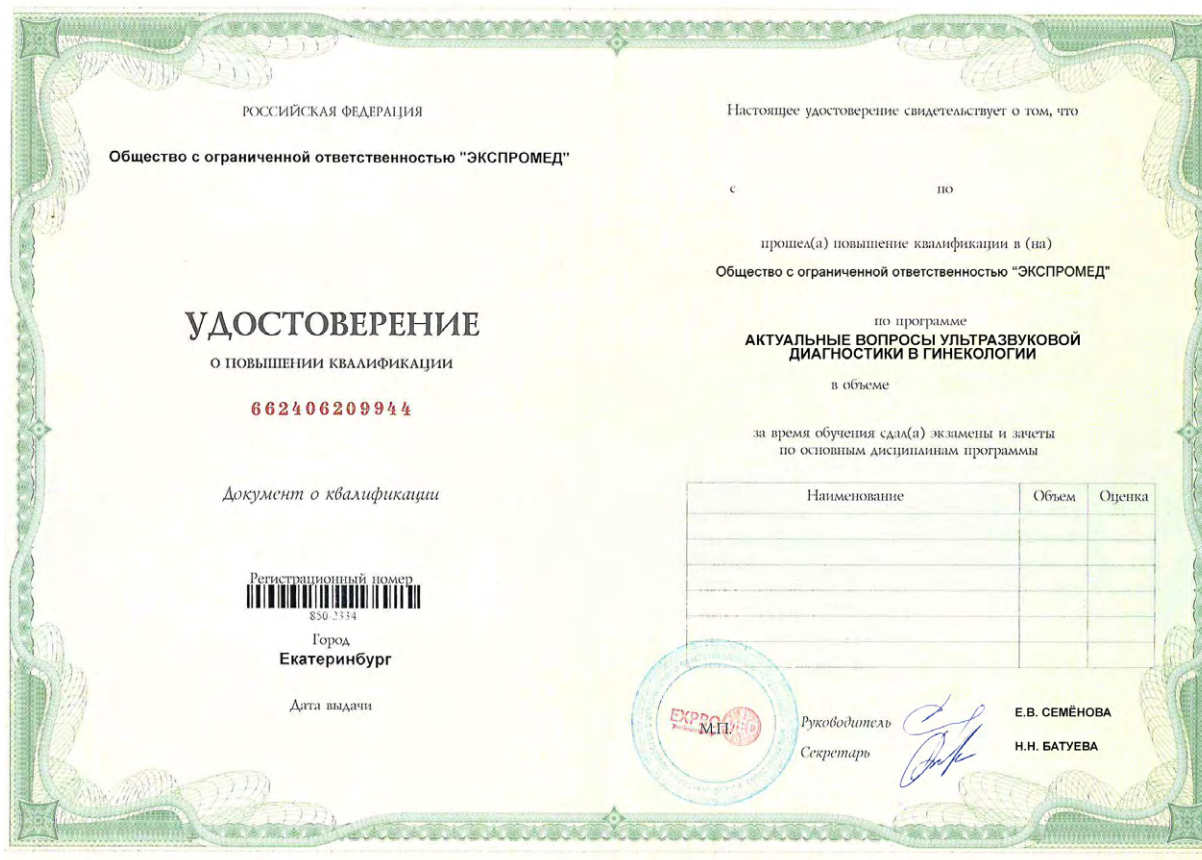 РОССИЙСКАЯ ФЕДЕРАЦИЯ
Общество с ограниченной ответственностью "ЭКСПРОМЕД"
УДОСТОВЕРЕНИЕ
О ПОВЫШЕНИИ КВАЛИФИКАЦИИ
662406209944
Документ о квалификации
Регистрационный номер
850-2334
Город
Екатеринбург
Дата выдачи
Настоящее удостоверение свидетельствует о том, что
с по
прошел(а) повышение квалификации в (на)
Общество с ограниченной ответственностью "ЭКСПРОМЕД"
по программе
АКТУАЛЬНЫЕ ВОПРОСЫ УЛЬТРАЗВУКОВОЙ
ДИАГНОСТИКИ В ГИНЕКОЛОГИИ
в объеме
за время обучения сдал(а) экзамены и зачеты
по основным дисциплинам программы
Наименование Объем Оценка
М.П.
Руководитель Е.В. СЕМЁНОВА
Секретарь Н.Н. БАТУЕВА